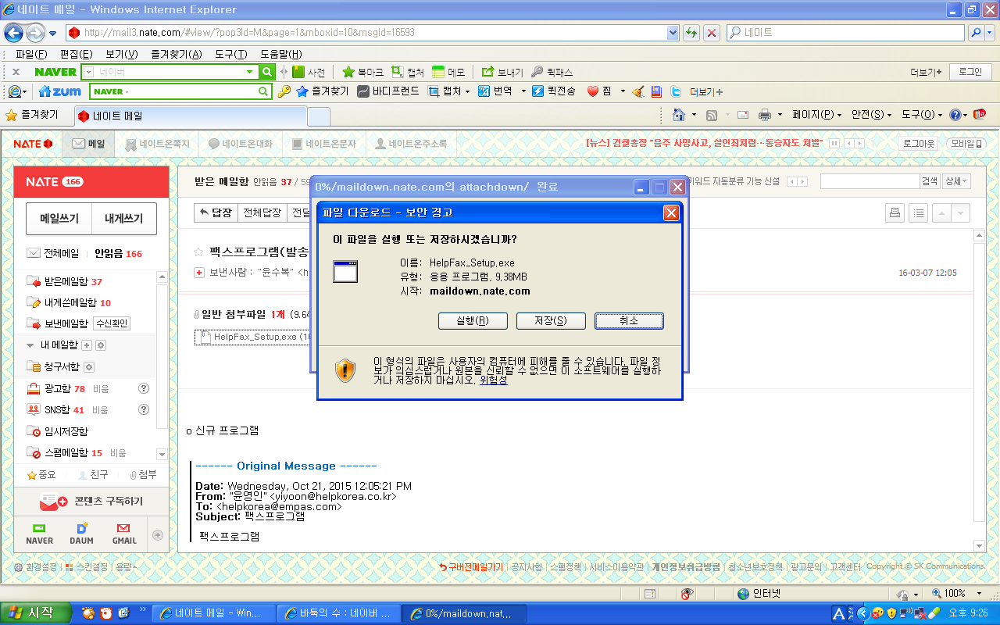 네이트 메일 - Windows Internet Explorer
http://mail3.nate.com/#view/?pop3id=M&page=1&mboxid=10&msgid=16593
네이트
파일(F) 편집(E) 보기(V) 즐겨찾기(A) 도구(T) 도움말(H)
x NAVER 네이버 사전 북마크 캡처 메모 보내기 퀵패스 더보기+ 로그인
zum NAVER 즐겨찾기 바디프랜드 캡처 번역 퀵전송 찜 더보기+
즐겨찾기 네이트 메일 페이지(P) 안전(S) 도구(O)
NATE 메일 네이트온쪽지 네이트온대화 네이트온문자 네이트온주소록 [뉴스] 검찰총장 "음주 사망사고, 살인죄처럼…동승자도 처벌" 로그아웃 모바일
NATE 166
받은 메일함 안읽음 37 / 59
키워드 자동분류 기능 신설 검색 상세
메일쓰기 내게쓰기
답장 전체답장 전달
전체메일 안읽음 166
팩스프로그램(발송
보낸사람 : "윤수복" <h
16-03-07 12:05
받은메일함 37
내게쓴메일함 10
보낸메일함 수신확인
내 메일함
청구서함
광고함 78 비움 ?
SNS함 41 비움 ?
임시저장함
스팸메일함 15 비움
중요 친구 첨부
콘텐츠 구독하기
NAVER DAUM GMAIL
일반 첨부파일 1개 (9.64
HelpFax_Setup.exe (10
0%/maildown.nate.com의 attachdown/ 완료
파일 다운로드 - 보안 경고
이 파일을 실행 또는 저장하시겠습니까?
이름: HelpFax_Setup.exe
유형: 응용 프로그램, 9.38MB
시작: maildown.nate.com
실행(R) 저장(S) 취소
이 형식의 파일은 사용자의 컴퓨터에 피해를 줄 수 있습니다. 파일 정
보가 의심스럽거나 원본을 신뢰할 수 없으면 이 소프트웨어를 실행하
거나 저장하지 마십시오. 위험성
o 신규 프로그램
------ Original Message ------
Date: Wednesday, Oct 21, 2015 12:05:21 PM
From: "윤영인" <yiyoon@helpkorea.co.kr>
To: <helpkorea@empas.com>
Subject: 팩스프로그램
팩스프로그램
환경설정 | 스킨설정 | 용량
구버전메일가기 | 공지사항 | 스팸정책 | 서비스이용약관 | 개인정보취급방침 | 청소년보호정책 | 광고문의 | 고객센터 Copyright © SK Communications.
인터넷 100%
시작 네이트 메일 - Win... 바둑의 수 : 네이버 ... 0%/maildown.nat... A 오후 9:26